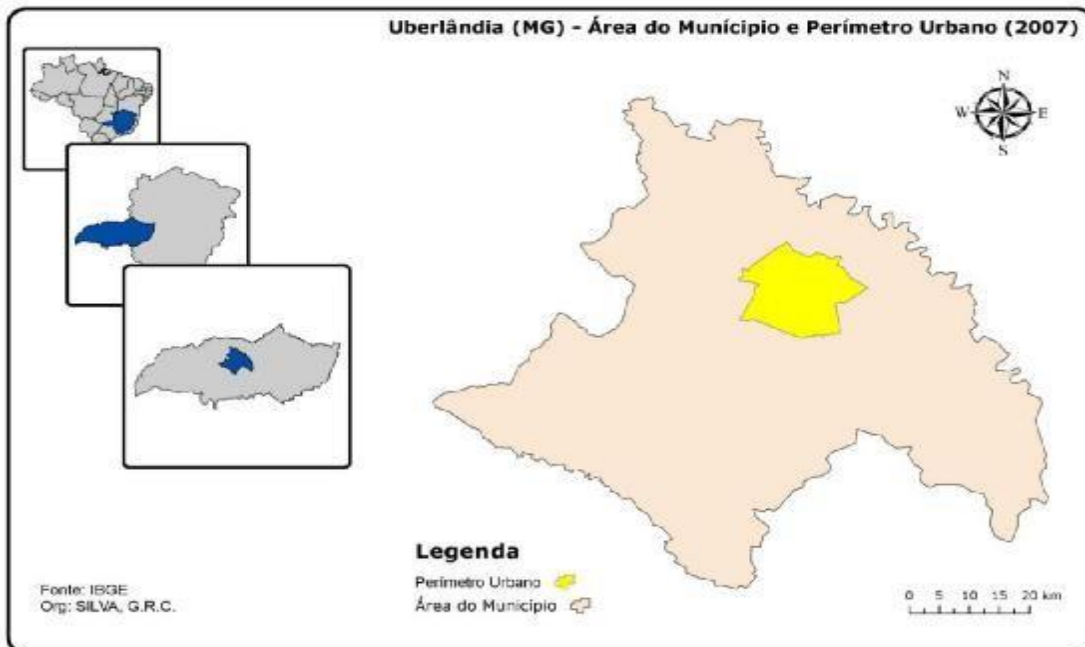 Uberlândia (MG) - Área do Munícipio e Perímetro Urbano (2007)
N
W E
S
Legenda
Perímetro Urbano
Área do Município
Fonte: IBGE
Org: SILVA, G.R.C.
0 5 10 15 20 km